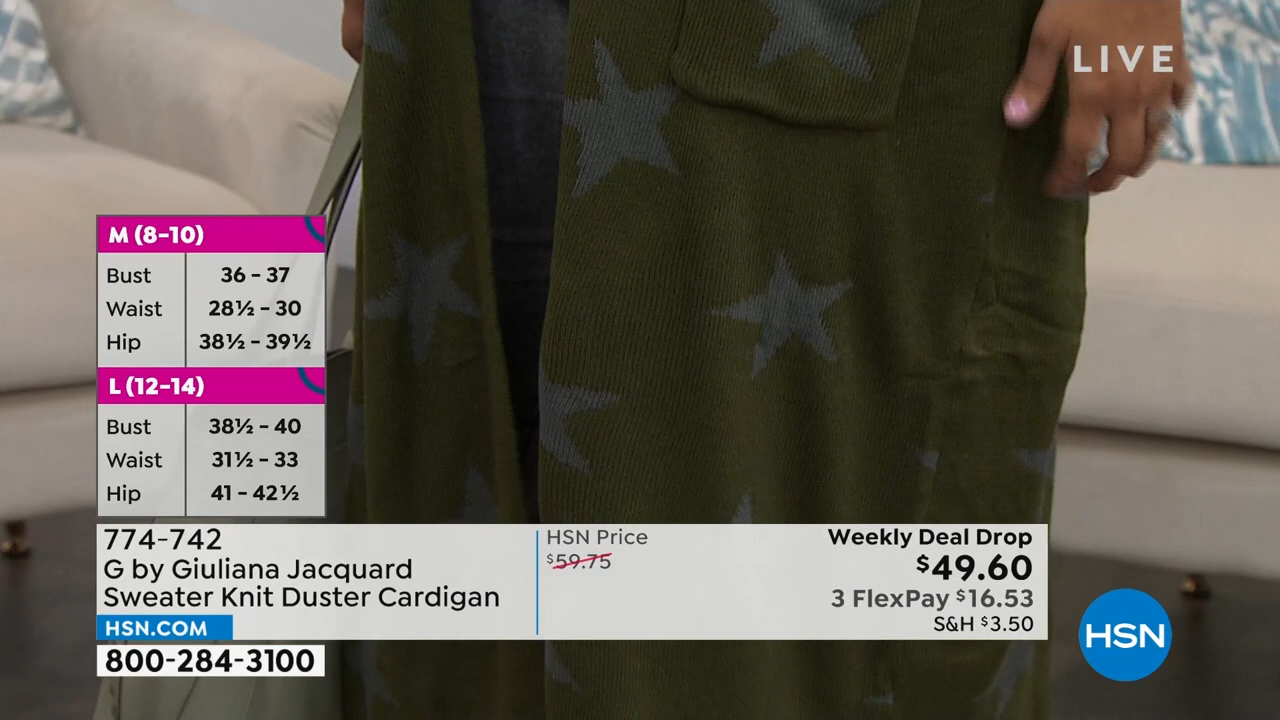 LIVE
M (8-10)
Bust 36 - 37
Waist 28½ - 30
Hip 38½ - 39½
L (12-14)
Bust 38½ - 40
Waist 31½ - 33
Hip 41 - 42½
774-742
G by Giuliana Jacquard
Sweater Knit Duster Cardigan
HSN.COM
800-284-3100
HSN Price
$59.75
Weekly Deal Drop
$49.60
3 FlexPay $16.53
S&H $3.50
HSN